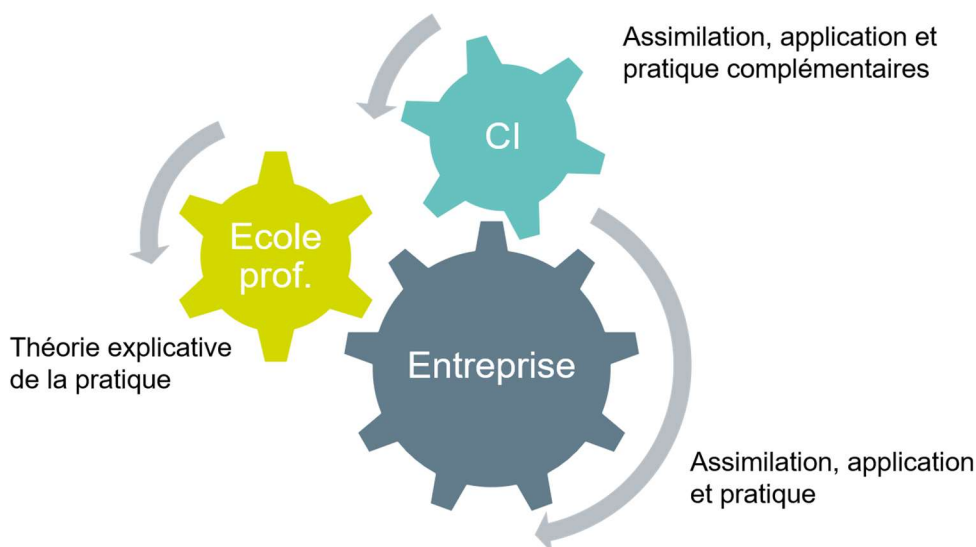 Assimilation, application et
pratique complémentaires
CI
Ecole
prof.
Théorie explicative
de la pratique
Entreprise
Assimilation, application
et pratique